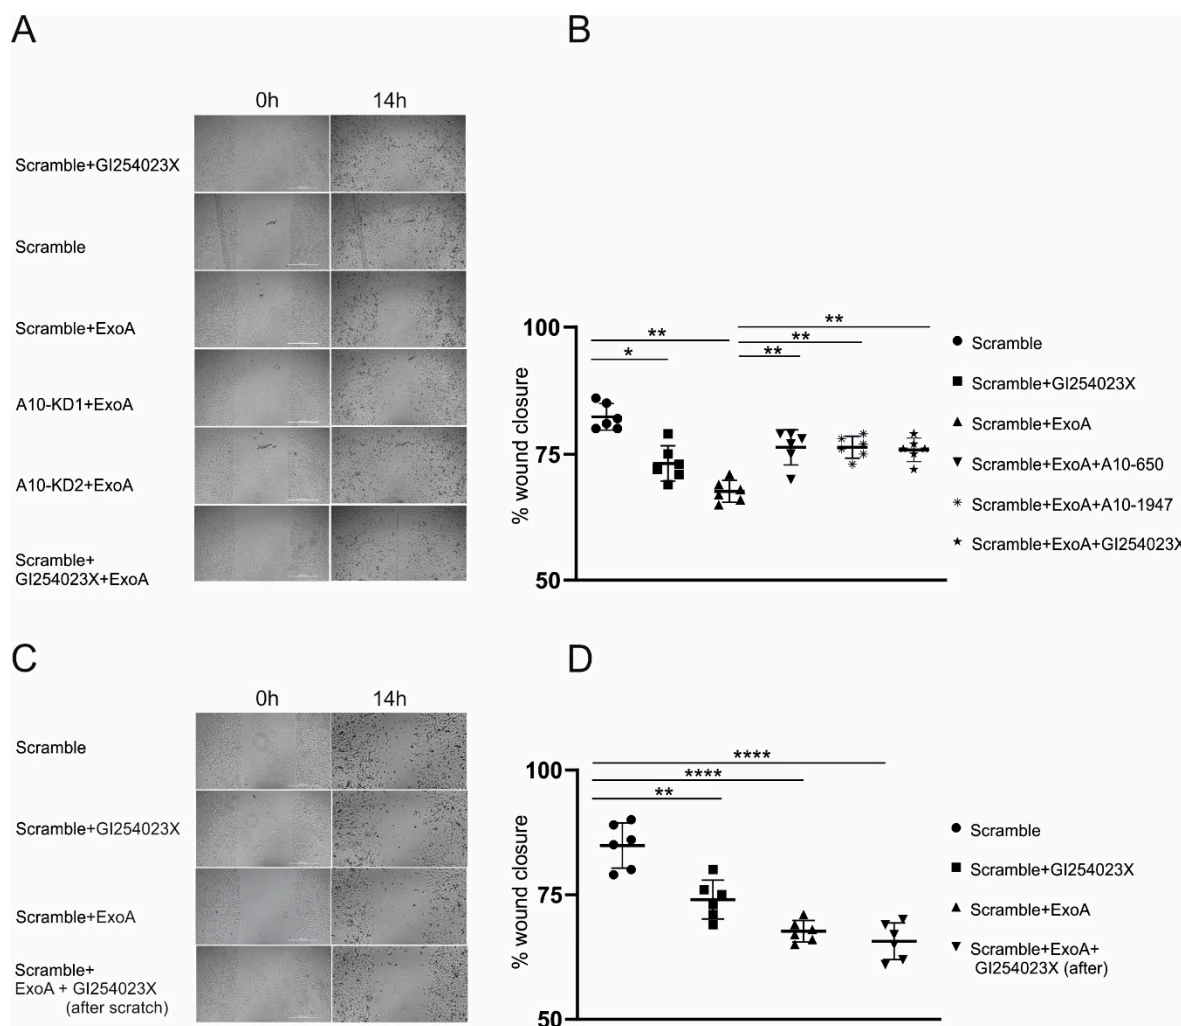 A
0h 14h
Scramble+GI254023X
Scramble
Scramble+ExoA
A10-KD1+ExoA
A10-KD2+ExoA
Scramble+
GI254023X+ExoA
B
% wound closure
100
75
50
**
*
**
**
**
Scramble
Scramble+GI254023X
Scramble+ExoA
Scramble+ExoA+A10-650
Scramble+ExoA+A10-1947
Scramble+ExoA+GI254023X
C
0h 14h
Scramble
Scramble+GI254023X
Scramble+ExoA
Scramble+
ExoA + GI254023X
(after scratch)
D
% wound closure
100
75
50
****
****
**
Scramble
Scramble+GI254023X
Scramble+ExoA
Scramble+ExoA+
GI254023X (after)